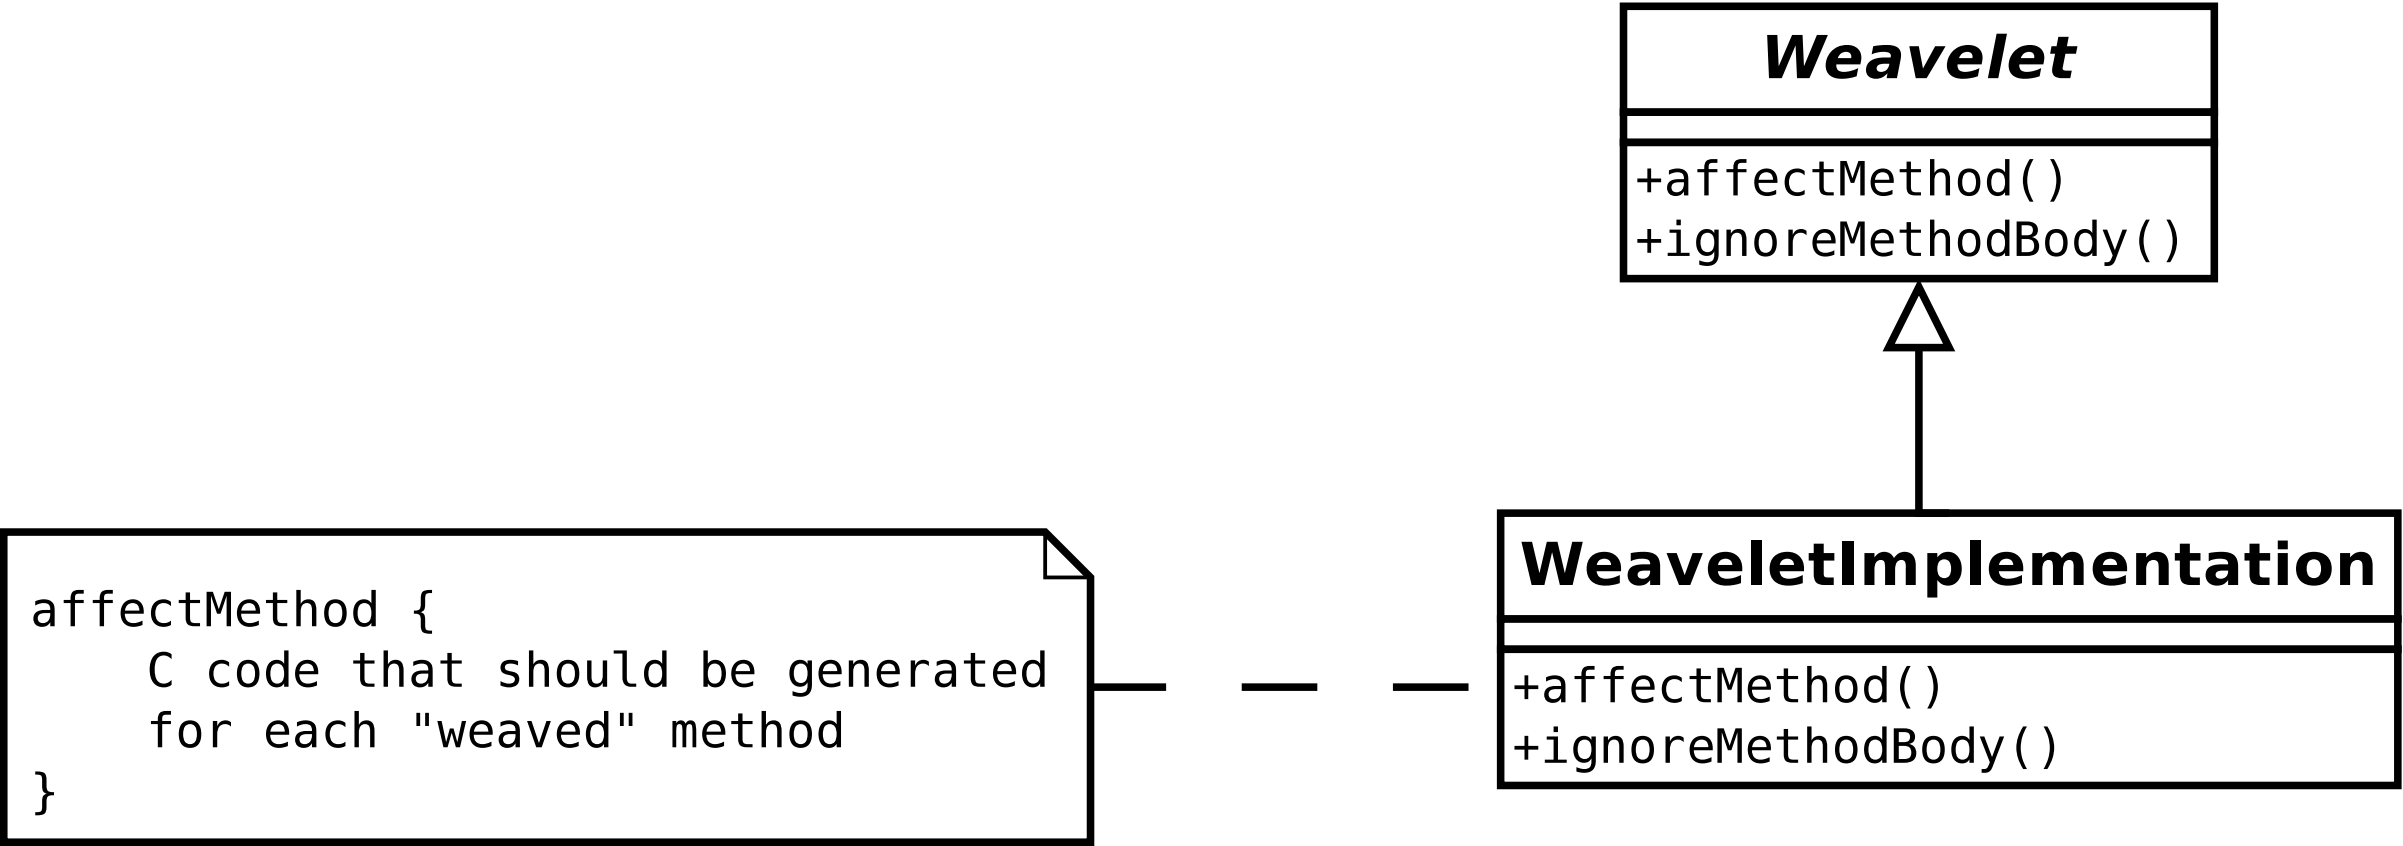 Weavelet
+affectMethod()
+ignoreMethodBody()
WeaveletImplementation
+affectMethod()
+ignoreMethodBody()
affectMethod {
    C code that should be generated
    for each "weaved" method
}